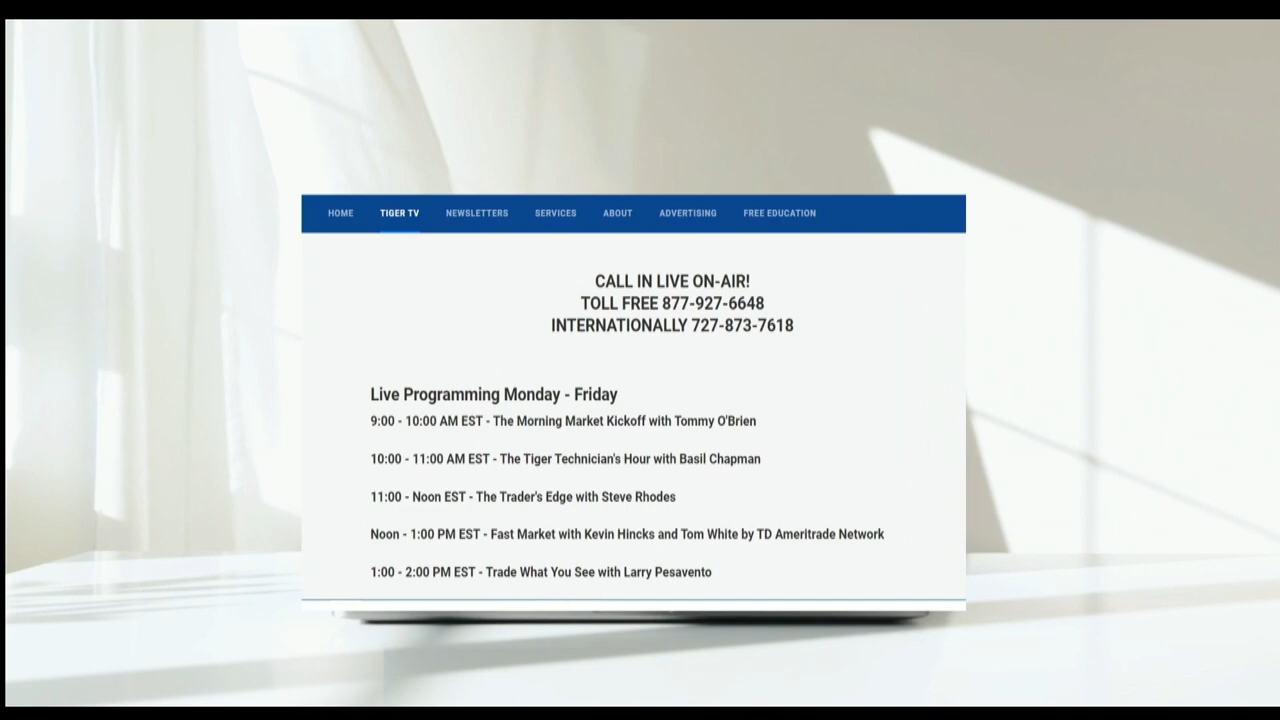 HOME TIGER TV NEWSLETTERS SERVICES ABOUT ADVERTISING FREE EDUCATION
CALL IN LIVE ON-AIR!
TOLL FREE 877-927-6648
INTERNATIONALLY 727-873-7618
Live Programming Monday - Friday
9:00 - 10:00 AM EST - The Morning Market Kickoff with Tommy O'Brien
10:00 - 11:00 AM EST - The Tiger Technician's Hour with Basil Chapman
11:00 - Noon EST - The Trader's Edge with Steve Rhodes
Noon - 1:00 PM EST - Fast Market with Kevin Hincks and Tom White by TD Ameritrade Network
1:00 - 2:00 PM EST - Trade What You See with Larry Pesavento